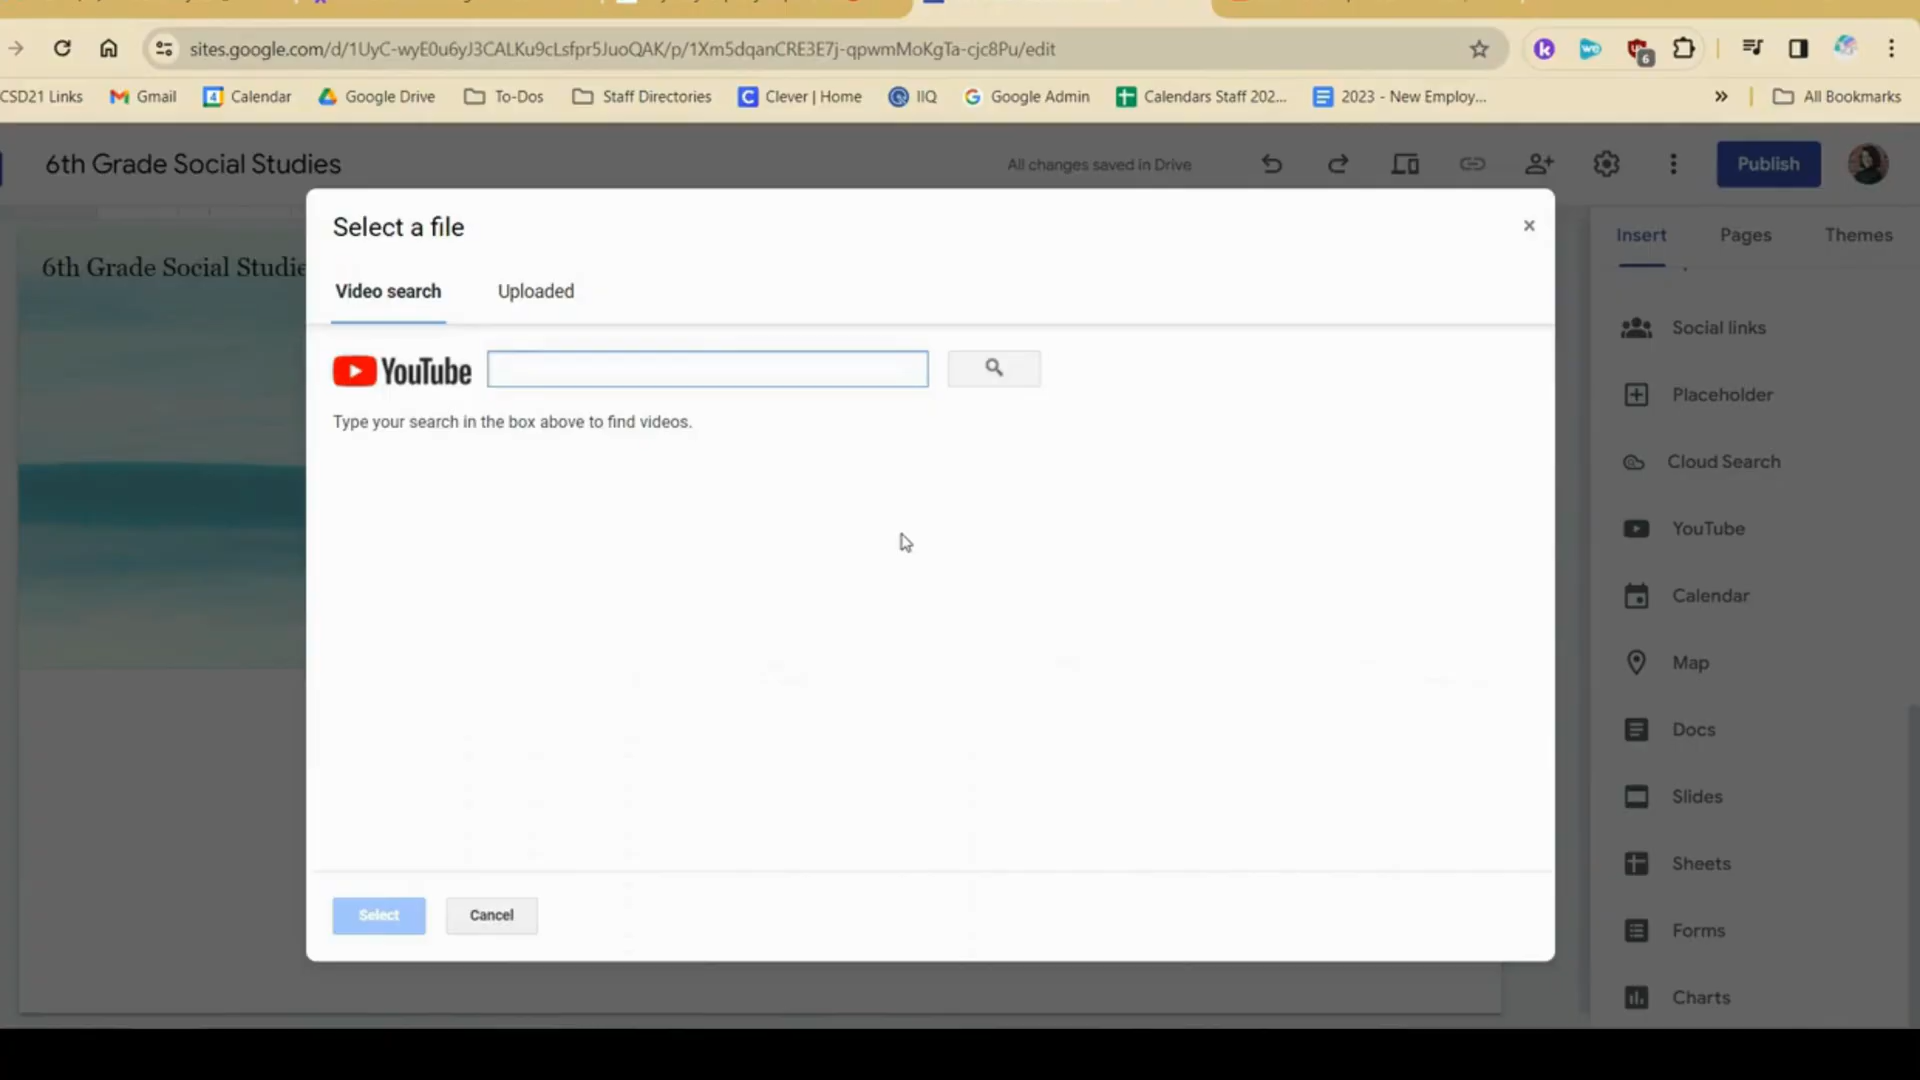 sites.google.com/d/1UyC-wyE0u6yJ3CALKu9cLsfpr5JuoQAK/p/1Xm5dqanCRE3E7j-qpwmMoKgTa-cjc8Pu/edit
6
CSD21 Links
Gmail
Calendar
Google Drive
To-Dos
Staff Directories
Clever | Home
IIQ
Google Admin
Calendars Staff 202...
2023 - New Employ...
All Bookmarks
6th Grade Social Studies
All changes saved in Drive
Publish
Select a file
Insert
Pages
Themes
6th Grade Social Studie
Video search
Uploaded
YouTube
Type your search in the box above to find videos.
Select
Cancel
Social links
Placeholder
Cloud Search
YouTube
Calendar
Map
Docs
Slides
Sheets
Forms
Charts